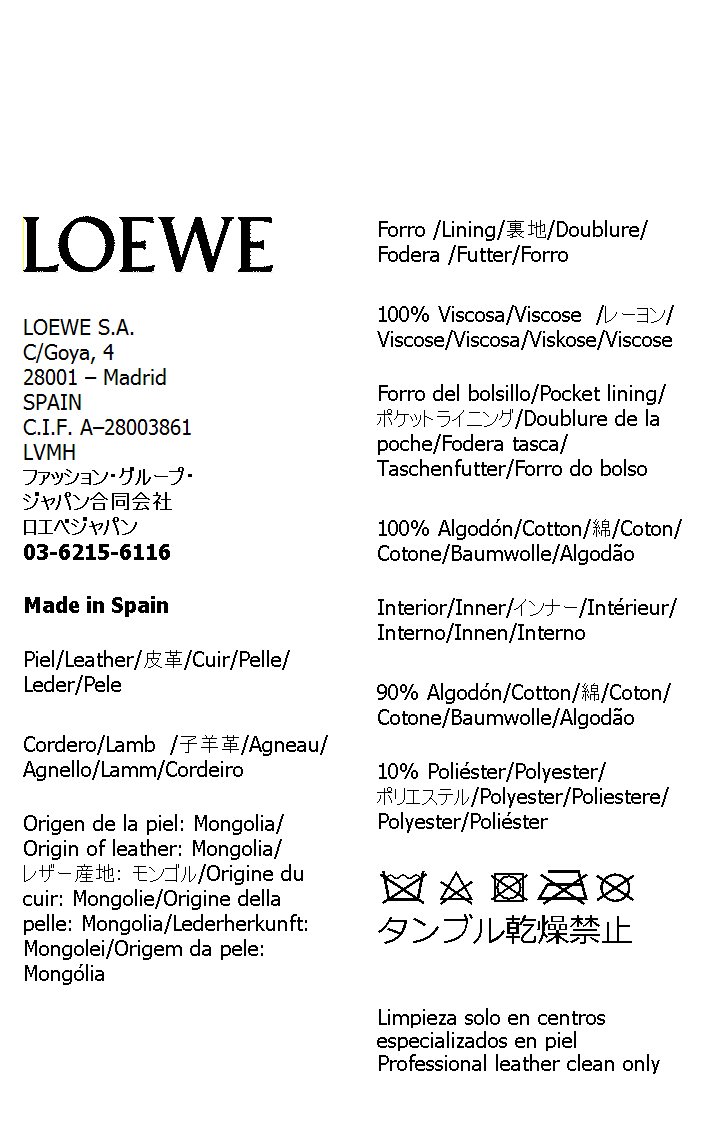 LOEWE
LOEWE S.A.
C/Goya, 4
28001 – Madrid
SPAIN
C.I.F. A–28003861
LVMH
ファッション・グループ・
ジャパン合同会社
ロエベジャパン
03-6215-6116
Made in Spain
Piel/Leather/皮革/Cuir/Pelle/
Leder/Pele
Cordero/Lamb /子羊革/Agneau/
Agnello/Lamm/Cordeiro
Origen de la piel: Mongolia/
Origin of leather: Mongolia/
レザー産地: モンゴル/Origine du
cuir: Mongolie/Origine della
pelle: Mongolia/Lederherkunft:
Mongolei/Origem da pele:
Mongólia
Forro /Lining/裏地/Doublure/
Fodera /Futter/Forro
100% Viscosa/Viscose /レーヨン/
Viscose/Viscosa/Viskose/Viscose
Forro del bolsillo/Pocket lining/
ポケットライニング/Doublure de la
poche/Fodera tasca/
Taschenfutter/Forro do bolso
100% Algodón/Cotton/綿/Coton/
Cotone/Baumwolle/Algodão
Interior/Inner/インナー/Intérieur/
Interno/Innen/Interno
90% Algodón/Cotton/綿/Coton/
Cotone/Baumwolle/Algodão
10% Poliéster/Polyester/
ポリエステル/Polyester/Poliestere/
Polyester/Poliéster
タンブル乾燥禁止
Limpieza solo en centros
especializados en piel
Professional leather clean only